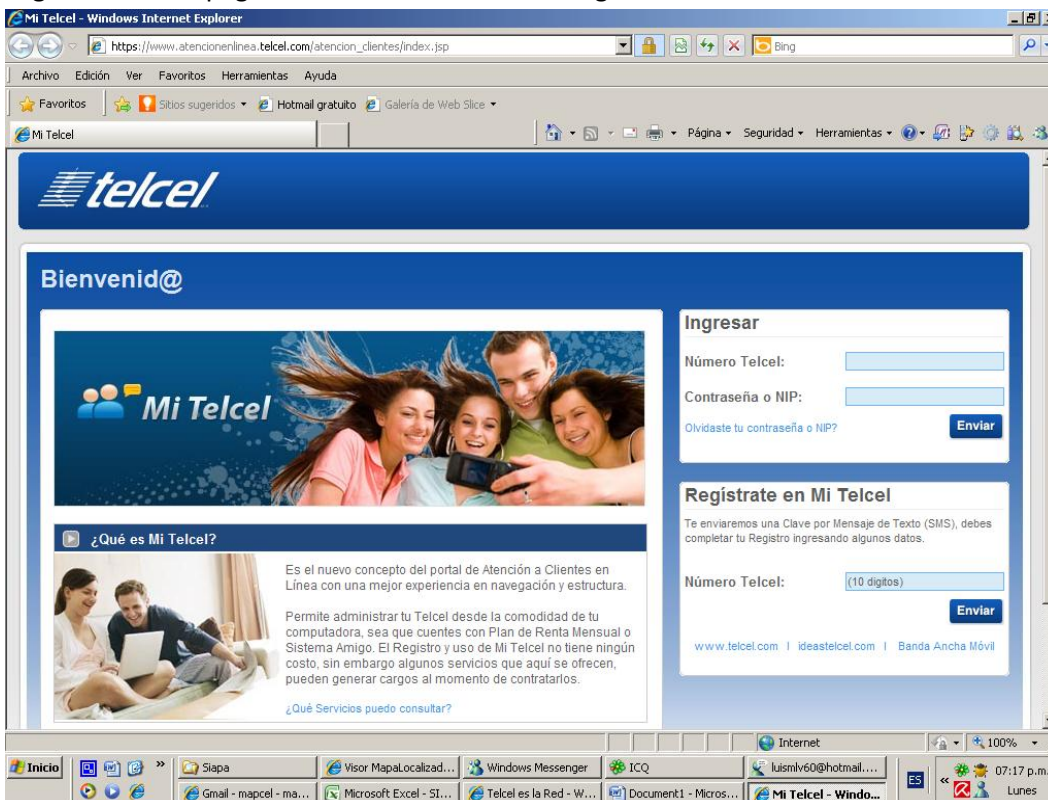 Mi Telcel - Windows Internet Explorer
https://www.atencionenlinea.telcel.com/atencion_clientes/index.jsp
Bing
Archivo Edición Ver Favoritos Herramientas Ayuda
Favoritos Sitios sugeridos Hotmail gratuito Galería de Web Slice
Mi Telcel
Página Seguridad Herramientas
telcel
Bienvenid@
Mi Telcel
¿Qué es Mi Telcel?
Es el nuevo concepto del portal de Atención a Clientes en
Línea con una mejor experiencia en navegación y estructura.
Permite administrar tu Telcel desde la comodidad de tu
computadora, sea que cuentes con Plan de Renta Mensual o
Sistema Amigo. El Registro y uso de Mi Telcel no tiene ningún
costo, sin embargo algunos servicios que aquí se ofrecen,
pueden generar cargos al momento de contratarlos.
¿Qué Servicios puedo consultar?
Ingresar
Número Telcel:
Contraseña o NIP:
Olvidaste tu contraseña o NIP?
Enviar
Regístrate en Mi Telcel
Te enviaremos una Clave por Mensaje de Texto (SMS), debes
completar tu Registro ingresando algunos datos.
Número Telcel: (10 digitos)
Enviar
www.telcel.com | ideastelcel.com | Banda Ancha Móvil
Internet 100%
Inicio Siapa Visor MapaLocalizad... Windows Messenger ICQ luismlv60@hotmail.... ES 07:17 p.m.
Gmail - mapcel - ma... Microsoft Excel - SI... Telcel es la Red - W... Document1 - Micros... Mi Telcel - Windo... Lunes